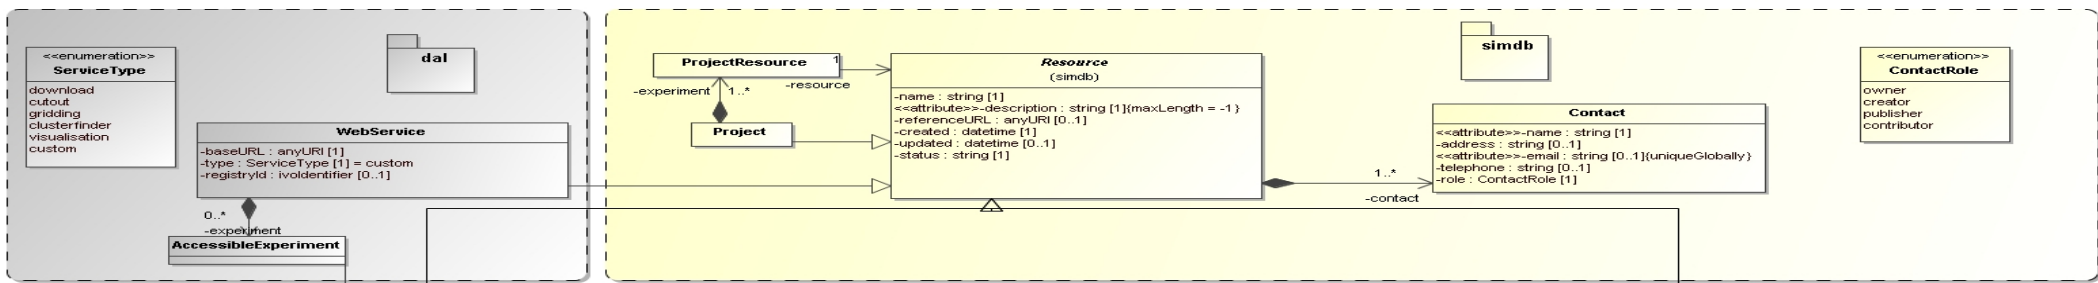 <<enumeration>>
ServiceType
download
cutout
gridding
clusterfinder
visualisation
custom
dal
WebService
-baseURL : anyURI [1]
-type : ServiceType [1] = custom
-registryId : ivoIdentifier [0..1]
0..*
-experiment
AccessibleExperiment
ProjectResource
1
-resource
-experiment
1..*
Project
Resource
(simdb)
-name : string [1]
<<attribute>>-description : string [1]{maxLength = -1}
-referenceURL : anyURI [0..1]
-created : datetime [1]
-updated : datetime [0..1]
-status : string [1]
1..*
-contact
simdb
Contact
<<attribute>>-name : string [1]
-address : string [0..1]
<<attribute>>-email : string [0..1]{uniqueGlobally}
-telephone : string [0..1]
-role : ContactRole [1]
<<enumeration>>
ContactRole
owner
creator
publisher
contributor